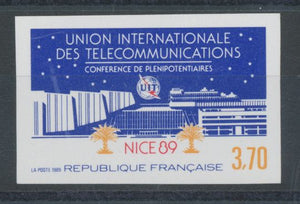 UNION INTERNATIONALE
DES TELECOMMUNICATIONS
CONFERENCE DE PLENIPOTENTIAIRES
UIT
NICE 89
3,70
LA POSTE 1989 REPUBLIQUE FRANÇAISE